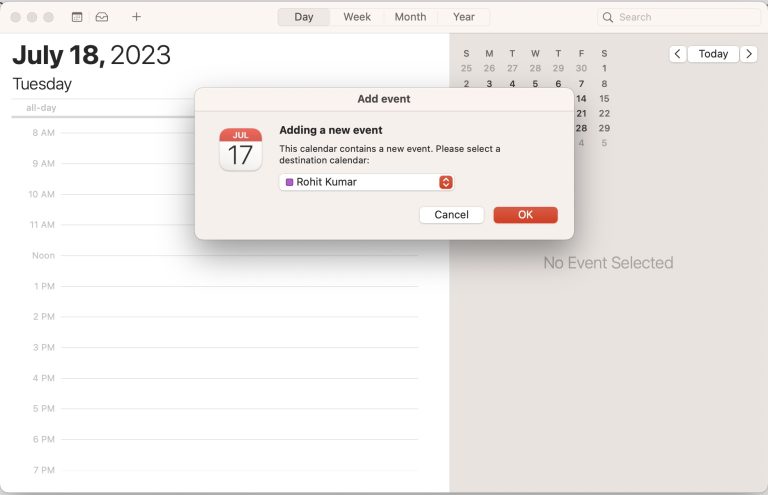 Day Week Month Year
Search
July 18, 2023
Tuesday
S M T W T F S
25 26 27 28 29 30 1
2 3 4 5 6 7 8
14 15
21 22
28 29
4 5
Today
all-day
8 AM
9 AM
10 AM
11 AM
Noon
1 PM
2 PM
3 PM
4 PM
5 PM
6 PM
7 PM
Add event
JUL
17
Adding a new event
This calendar contains a new event. Please select a
destination calendar:
Rohit Kumar
Cancel OK
No Event Selected